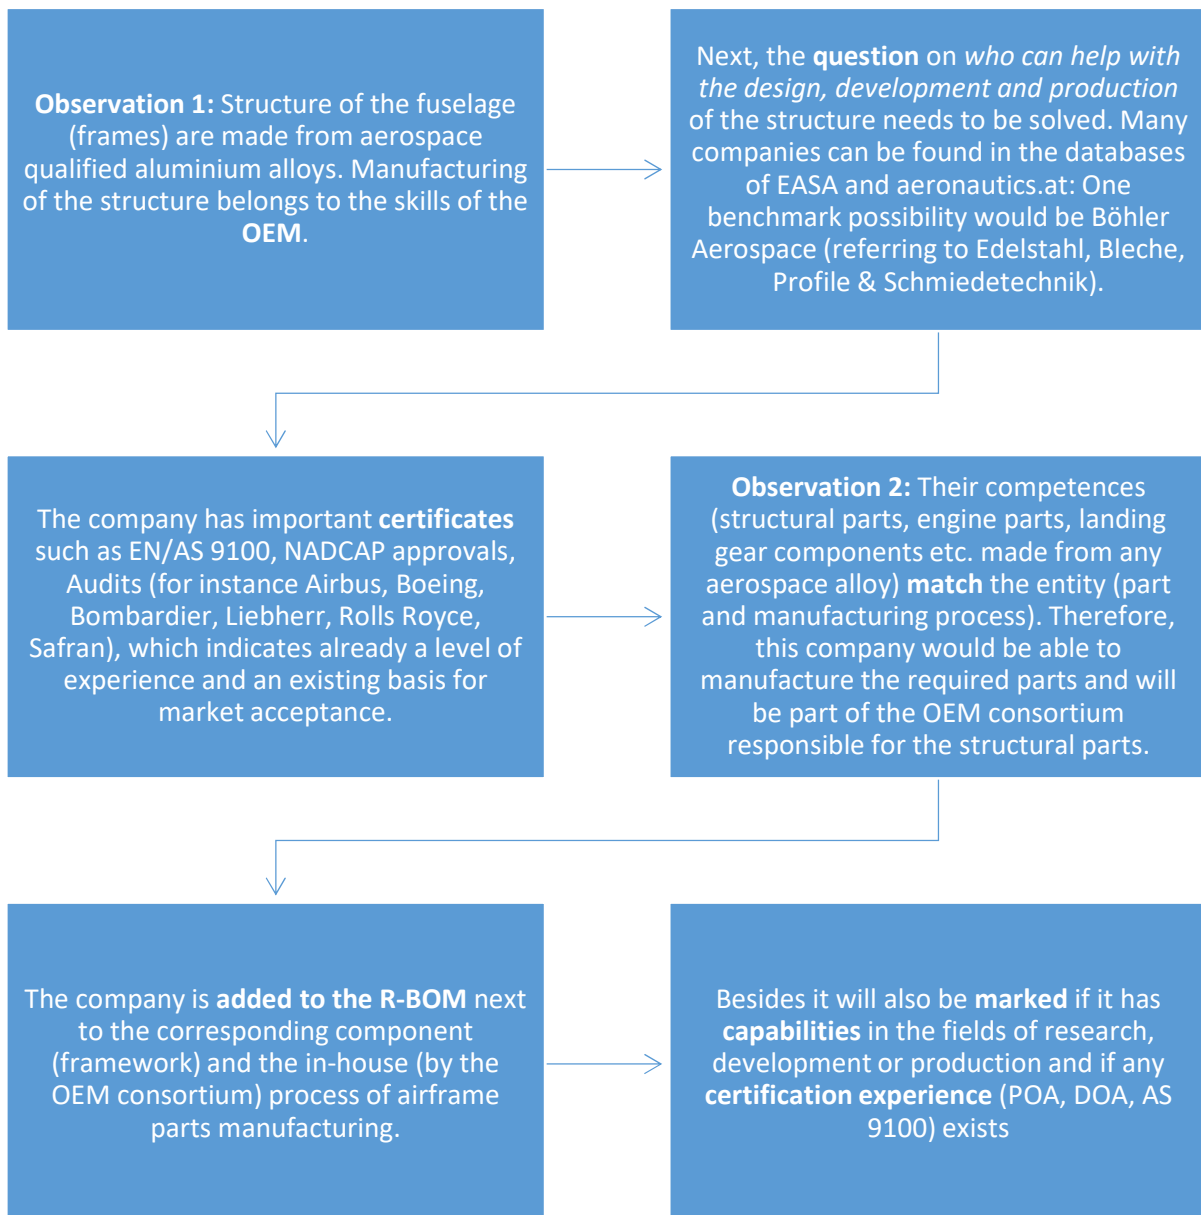 Observation 1: Structure of the fuselage
(frames) are made from aerospace
qualified aluminium alloys. Manufacturing
of the structure belongs to the skills of the
OEM.
Next, the question on who can help with
the design, development and production
of the structure needs to be solved. Many
companies can be found in the databases
of EASA and aeronautics.at: One
benchmark possibility would be Böhler
Aerospace (referring to Edelstahl, Bleche,
Profile & Schmiedetechnik).
The company has important certificates
such as EN/AS 9100, NADCAP approvals,
Audits (for instance Airbus, Boeing,
Bombardier, Liebherr, Rolls Royce,
Safran), which indicates already a level of
experience and an existing basis for
market acceptance.
Observation 2: Their competences
(structural parts, engine parts, landing
gear components etc. made from any
aerospace alloy) match the entity (part
and manufacturing process). Therefore,
this company would be able to
manufacture the required parts and will
be part of the OEM consortium
responsible for the structural parts.
The company is added to the R-BOM next
to the corresponding component
(framework) and the in-house (by the
OEM consortium) process of airframe
parts manufacturing.
Besides it will also be marked if it has
capabilities in the fields of research,
development or production and if any
certification experience (POA, DOA, AS
9100) exists